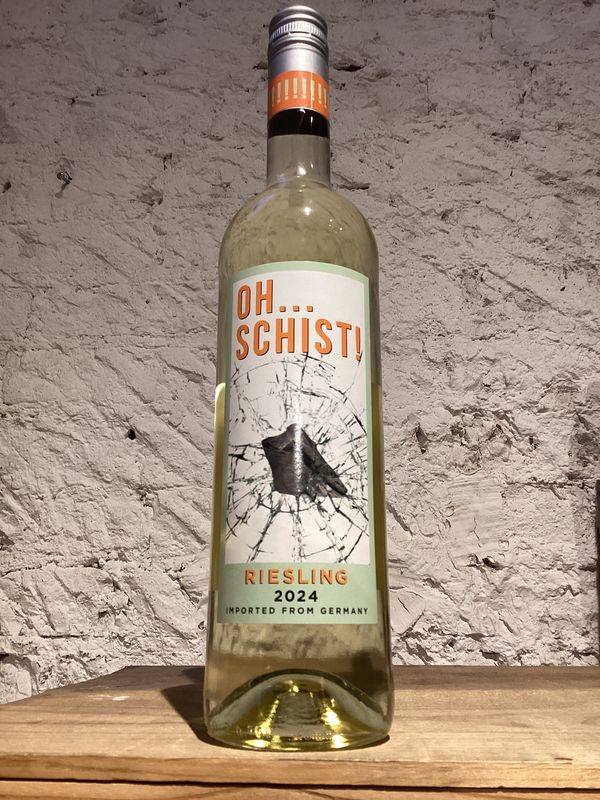 !!!!!!!!
OH...
SCHIST!
RIESLING
2024
IMPORTED FROM GERMANY